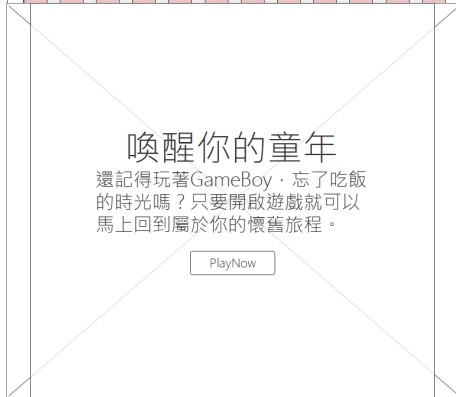 喚醒你的童年
還記得玩著GameBoy，忘了吃飯
的時光嗎？只要開啟遊戲就可以
馬上回到屬於你的懷舊旅程。
PlayNow